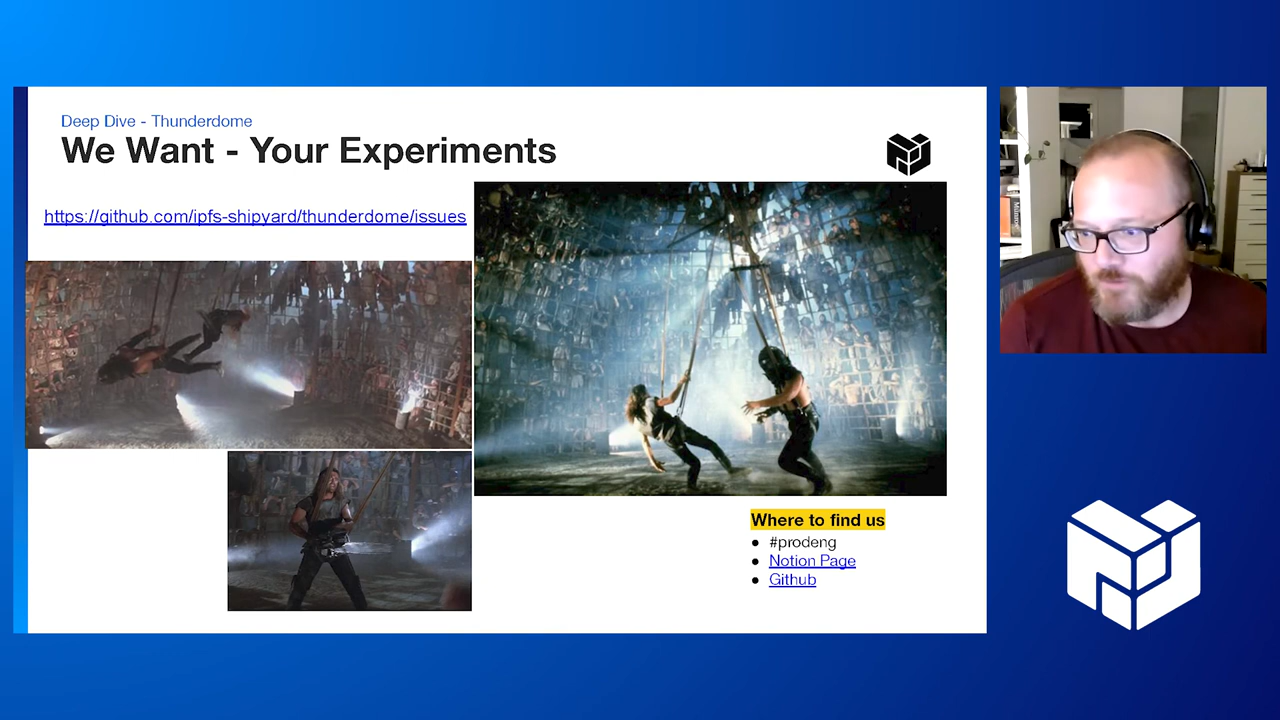 Deep Dive - Thunderdome
We Want - Your Experiments
https://github.com/ipfs-shipyard/thunderdome/issues
Where to find us
● #prodeng
● Notion Page
● Github